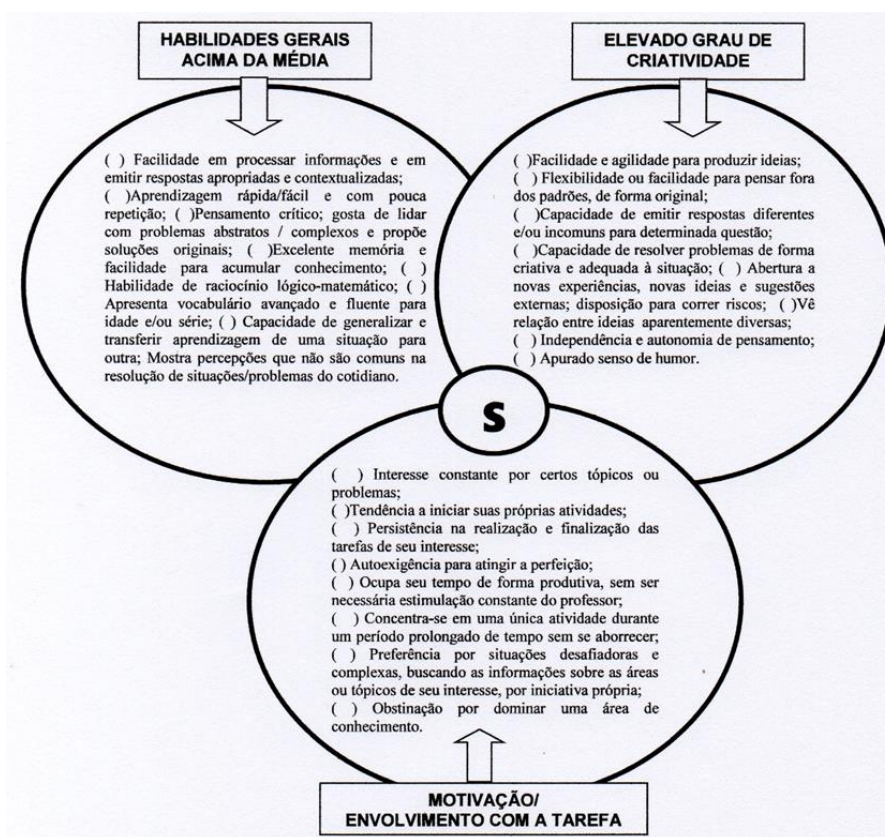 HABILIDADES GERAIS
ACIMA DA MÉDIA
( ) Facilidade em processar informações e em
emitir respostas apropriadas e contextualizadas;
( )Aprendizagem rápida/fácil e com pouca
repetição; ( )Pensamento crítico; gosta de lidar
com problemas abstratos / complexos e propõe
soluções originais; ( )Excelente memória e
facilidade para acumular conhecimento; ( )
Habilidade de raciocínio lógico-matemático; ( )
Apresenta vocabulário avançado e fluente para
idade e/ou série; ( ) Capacidade de generalizar e
transferir aprendizagem de uma situação para
outra; Mostra percepções que não são comuns na
resolução de situações/problemas do cotidiano.
ELEVADO GRAU DE
CRIATIVIDADE
( )Facilidade e agilidade para produzir ideias;
( ) Flexibilidade ou facilidade para pensar fora
dos padrões, de forma original;
( )Capacidade de emitir respostas diferentes
e/ou incomuns para determinada questão;
( )Capacidade de resolver problemas de forma
criativa e adequada à situação; ( ) Abertura a
novas experiências, novas ideias e sugestões
externas; disposição para correr riscos; ( )Vê
relação entre ideias aparentemente diversas;
( ) Independência e autonomia de pensamento;
( ) Apurado senso de humor.
S
( ) Interesse constante por certos tópicos ou
problemas;
( )Tendência a iniciar suas próprias atividades;
( ) Persistência na realização e finalização das
tarefas de seu interesse;
() Autoexigência para atingir a perfeição;
( ) Ocupa seu tempo de forma produtiva, sem ser
necessária estimulação constante do professor;
( ) Concentra-se em uma única atividade durante
um período prolongado de tempo sem se aborrecer;
( ) Preferência por situações desafiadoras e
complexas, buscando as informações sobre as áreas
ou tópicos de seu interesse, por iniciativa própria;
( ) Obstinação por dominar uma área de
conhecimento.
MOTIVAÇÃO/
ENVOLVIMENTO COM A TAREFA